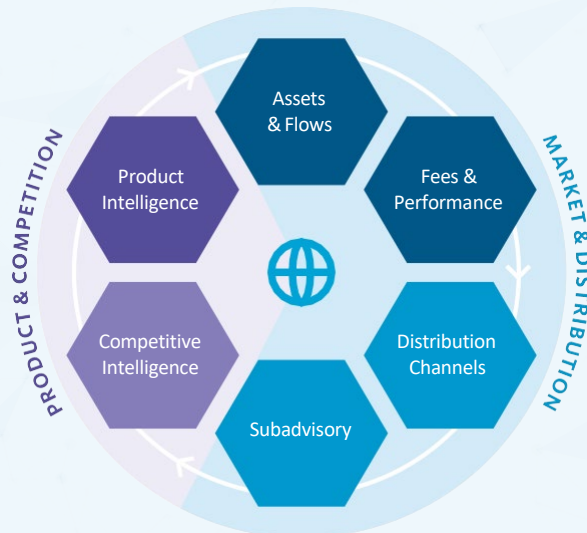 Assets
& Flows
Fees &
Performance
Distribution
Channels
Subadvisory
Competitive
Intelligence
Product
Intelligence
PRODUCT & COMPETITION
MARKET & DISTRIBUTION